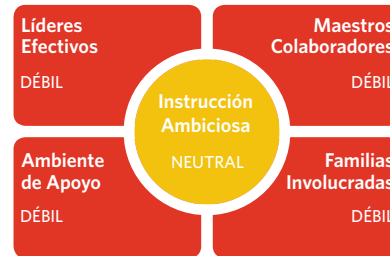 Líderes
Efectivos
DÉBIL
Maestros
Colaboradores
DÉBIL
Instrucción
Ambiciosa
NEUTRAL
Ambiente
de Apoyo
DÉBIL
Familias
Involucradas
DÉBIL